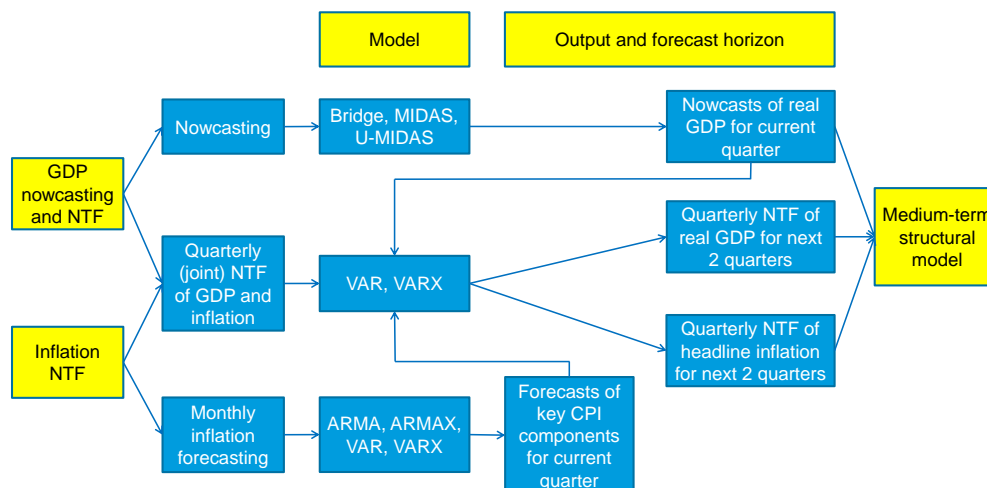 Model
Output and forecast horizon
Nowcasting
Bridge, MIDAS,
U-MIDAS
Nowcasts of real
GDP for current
quarter
GDP
nowcasting
and NTF
Quarterly
(joint) NTF
of GDP and
inflation
VAR, VARX
Quarterly NTF of
real GDP for next
2 quarters
Medium-term
structural
model
Inflation
NTF
Quarterly NTF of
headline inflation
for next 2 quarters
Monthly
inflation
forecasting
ARMA, ARMAX,
VAR, VARX
Forecasts of
key CPI
components
for current
quarter